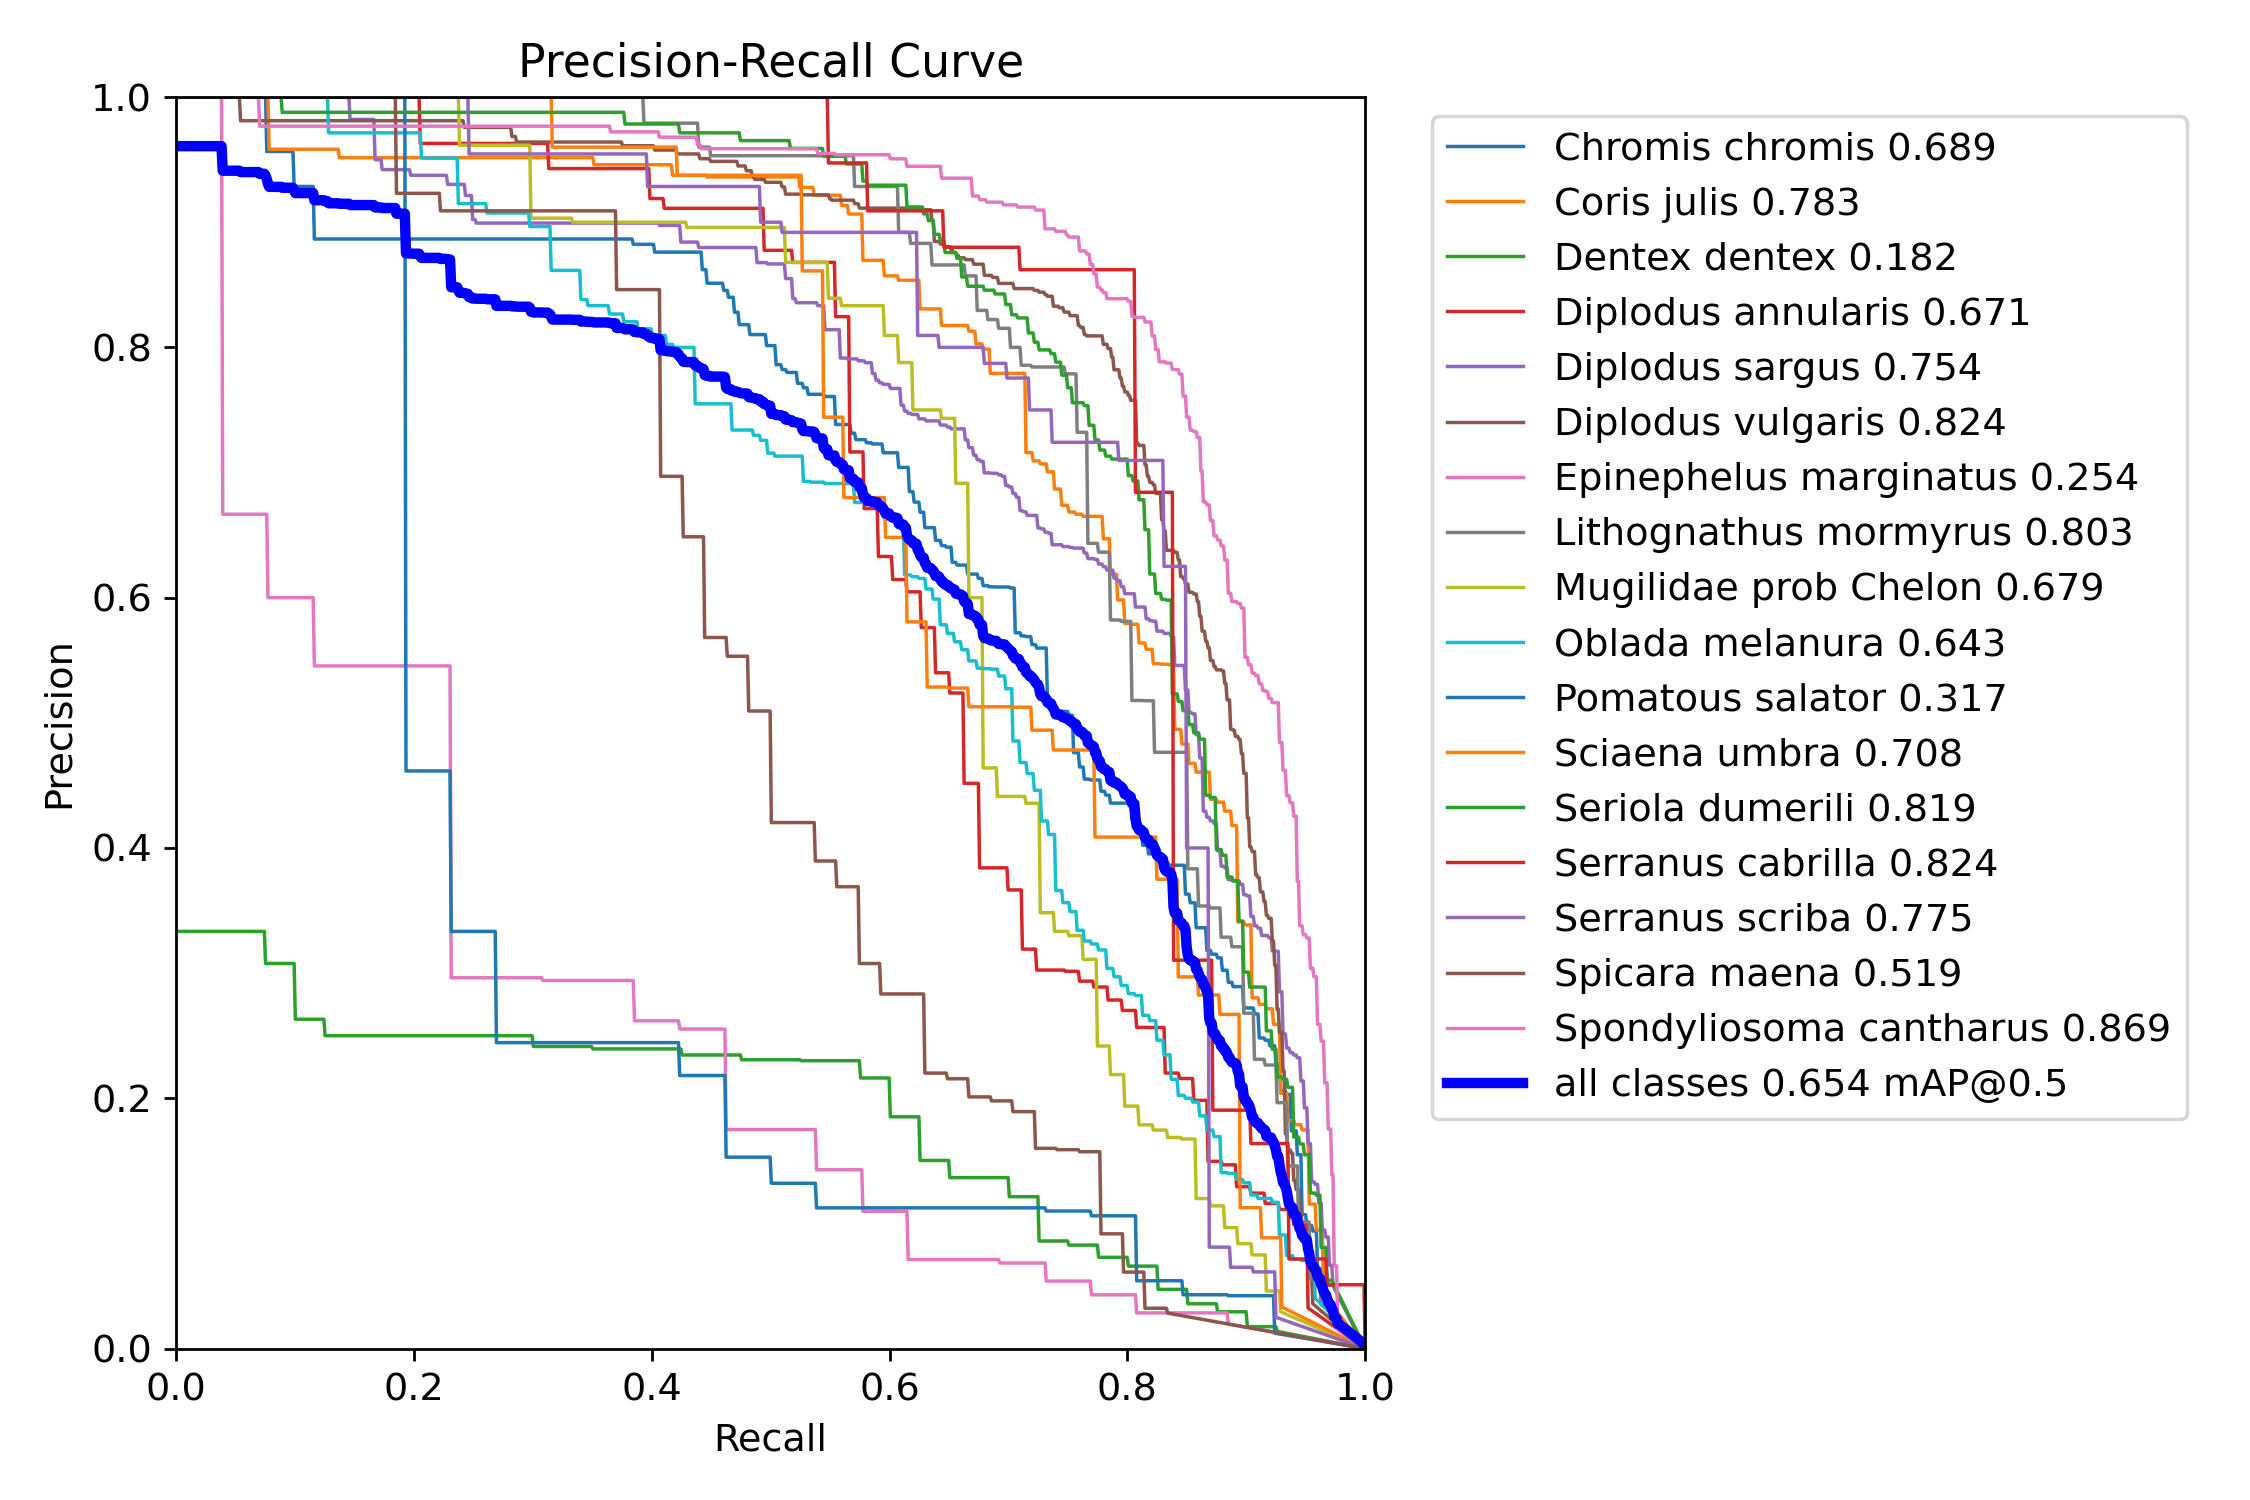 Precision-Recall Curve
1.0
0.8
0.6
0.4
0.2
0.0
Precision
0.0 0.2 0.4 0.6 0.8 1.0
Recall
Chromis chromis 0.689
Coris julis 0.783
Dentex dentex 0.182
Diplodus annularis 0.671
Diplodus sargus 0.754
Diplodus vulgaris 0.824
Epinephelus marginatus 0.254
Lithognathus mormyrus 0.803
Mugilidae prob Chelon 0.679
Oblada melanura 0.643
Pomatous salator 0.317
Sciaena umbra 0.708
Seriola dumerili 0.819
Serranus cabrilla 0.824
Serranus scriba 0.775
Spicara maena 0.519
Spondyliosoma cantharus 0.869
all classes 0.654 mAP@0.5